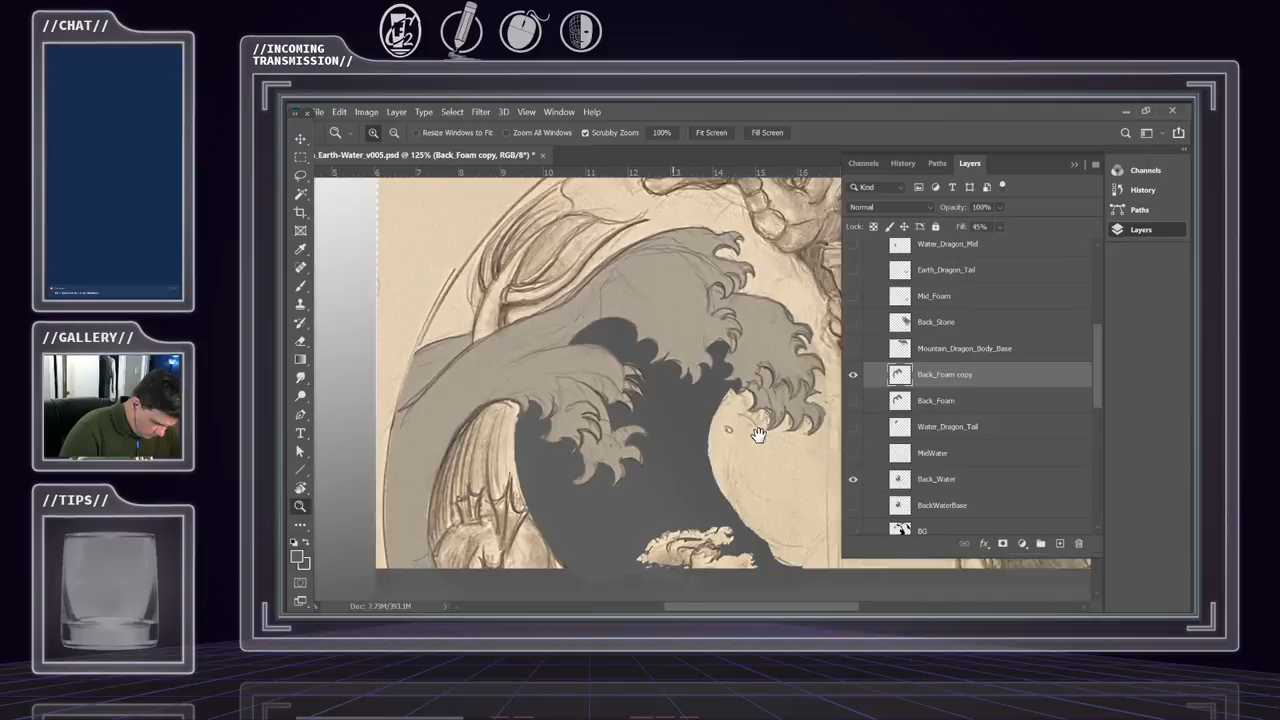 //CHAT//
//GALLERY//
//TIPS//
//INCOMING
TRANSMISSION//
File Edit Image Layer Type Select Filter 3D View Window Help
Resize Windows to Fit Zoom All Windows Scrubby Zoom 100% Fit Screen Fill Screen
_Earth-Water_v005.psd @ 125% (Back_Foam copy, RGB/8*) *
5 6 7 8 9 10 11 12 13 14 15 16
Channels History Paths Layers
Kind
Normal Opacity: 100%
Lock: Fill: 45%
Water_Dragon_Mid
Earth_Dragon_Tail
Mid_Foam
Back_Stone
Mountain_Dragon_Body_Base
Back_Foam copy
Back_Foam
Water_Dragon_Tail
MidWater
Back_Water
BackWaterBase
BG
fx
Channels
History
Paths
Layers
Doc: 7.73M/393.1M